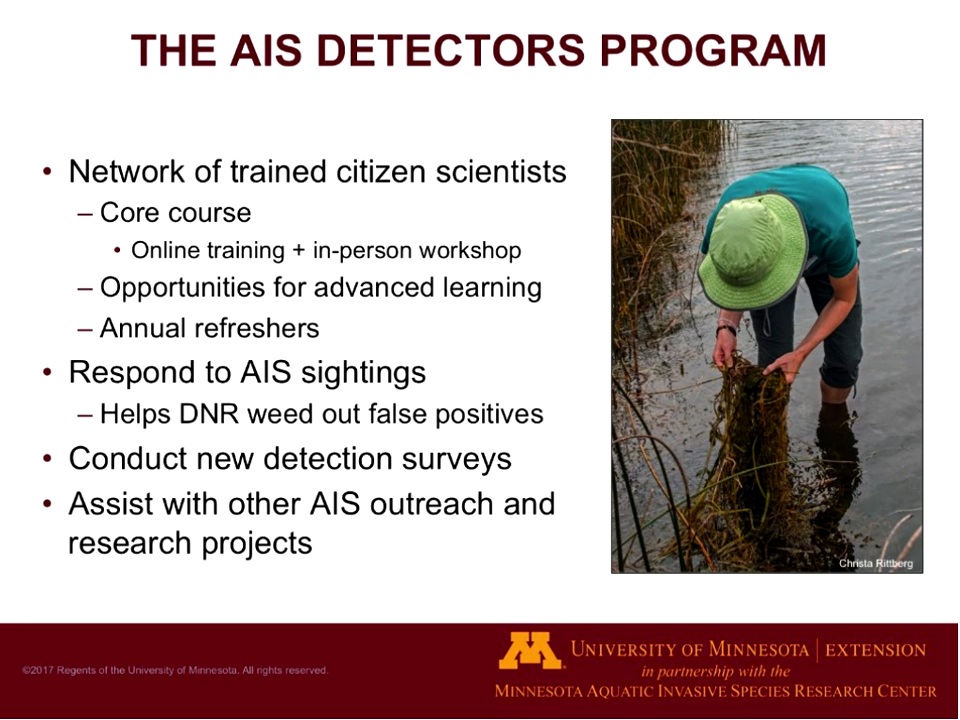 THE AIS DETECTORS PROGRAM
• Network of trained citizen scientists
– Core course
• Online training + in-person workshop
– Opportunities for advanced learning
– Annual refreshers
• Respond to AIS sightings
– Helps DNR weed out false positives
• Conduct new detection surveys
• Assist with other AIS outreach and
research projects
Christa Rittberg
©2017 Regents of the University of Minnesota. All rights reserved.
M
UNIVERSITY OF MINNESOTA | EXTENSION
in partnership with the
MINNESOTA AQUATIC INVASIVE SPECIES RESEARCH CENTER